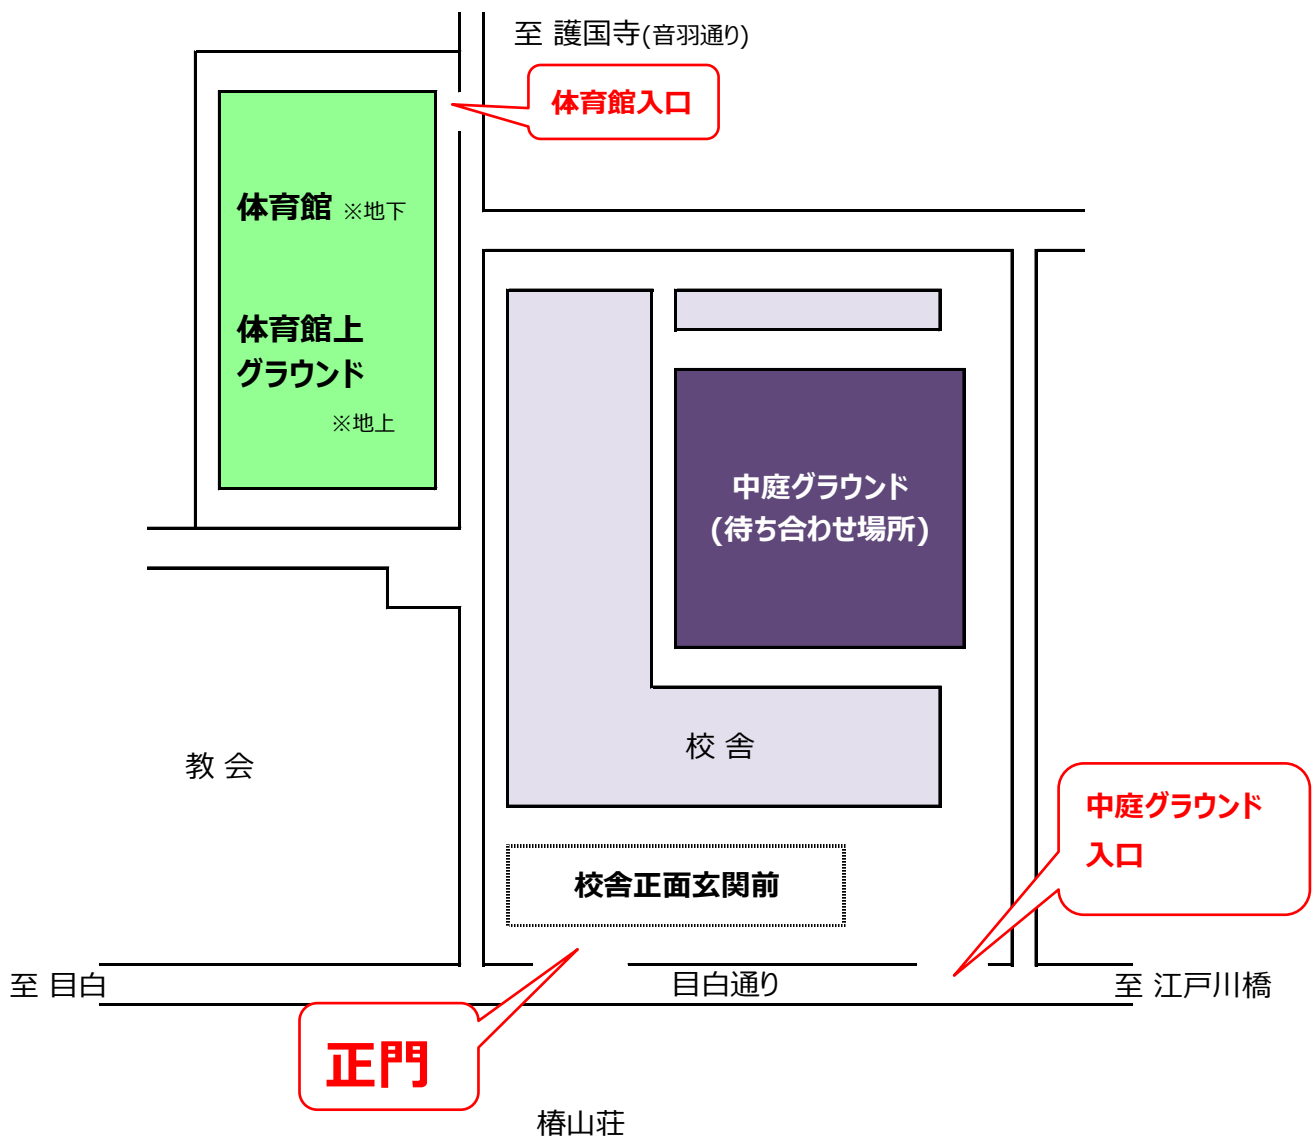 至 護国寺(音羽通り)
体育館入口
体育館 ※地下
体育館上
グラウンド
※地上
中庭グラウンド
(待ち合わせ場所)
校 舎
教 会
中庭グラウンド
入口
校舎正面玄関前
至 目白
目白通り
至 江戸川橋
正門
椿山荘